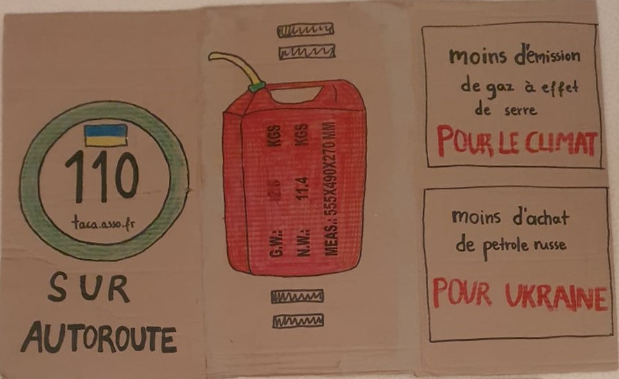 110
taca.asso.fr
SUR
AUTOROUTE
G.W.: KGS
N.W.: 11.4 KGS
MEAS.: 555X490X270 MM
moins d'émission
de gaz à effet
de serre
POUR LE CLIMAT
moins d'achat
de petrole russe
POUR UKRAINE